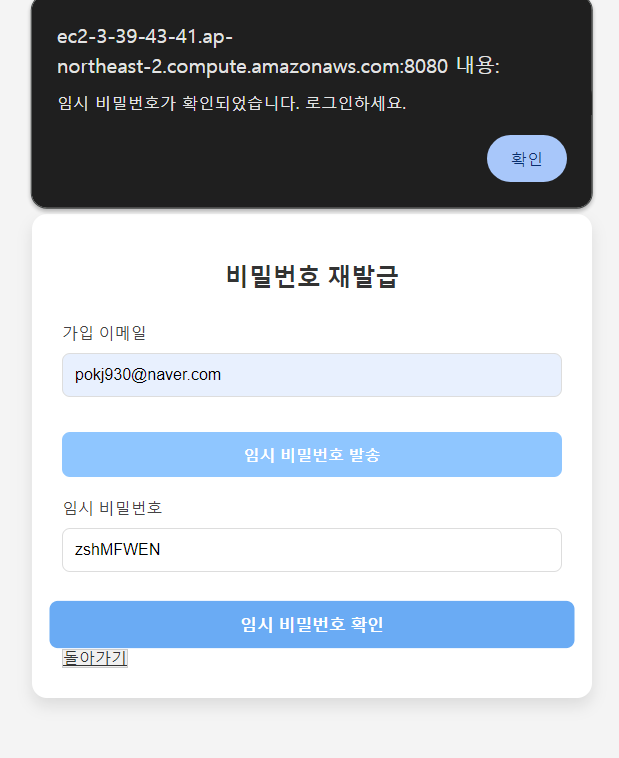 ec2-3-39-43-41.ap-
northeast-2.compute.amazonaws.com:8080 내용:
임시 비밀번호가 확인되었습니다. 로그인하세요.
확인
비밀번호 재발급
가입 이메일
pokj930@naver.com
임시 비밀번호 발송
임시 비밀번호
zshMFWEN
임시 비밀번호 확인
돌아가기